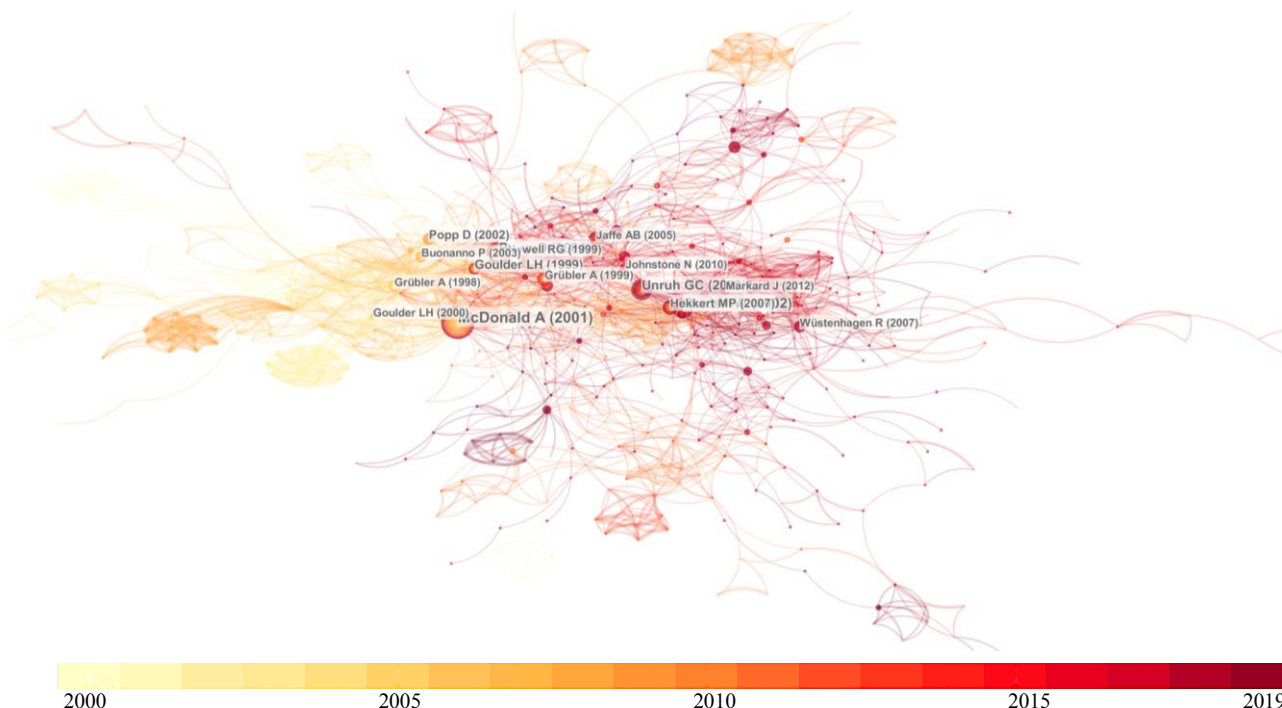 Popp D (2002)
Jaffe AB (2005)
well RG (1999)
Buonanno P (2003)
Goulder LH (1999)
Johnstone N (2010)
Grübler A (1999)
Grübler A (1998)
Unruh GC (20
Markard J (2012)
Hekkert MP (2007)
Goulder LH (2000)
McDonald A (2001)
Wüstenhagen R (2007)
2000
2005
2010
2015
2019